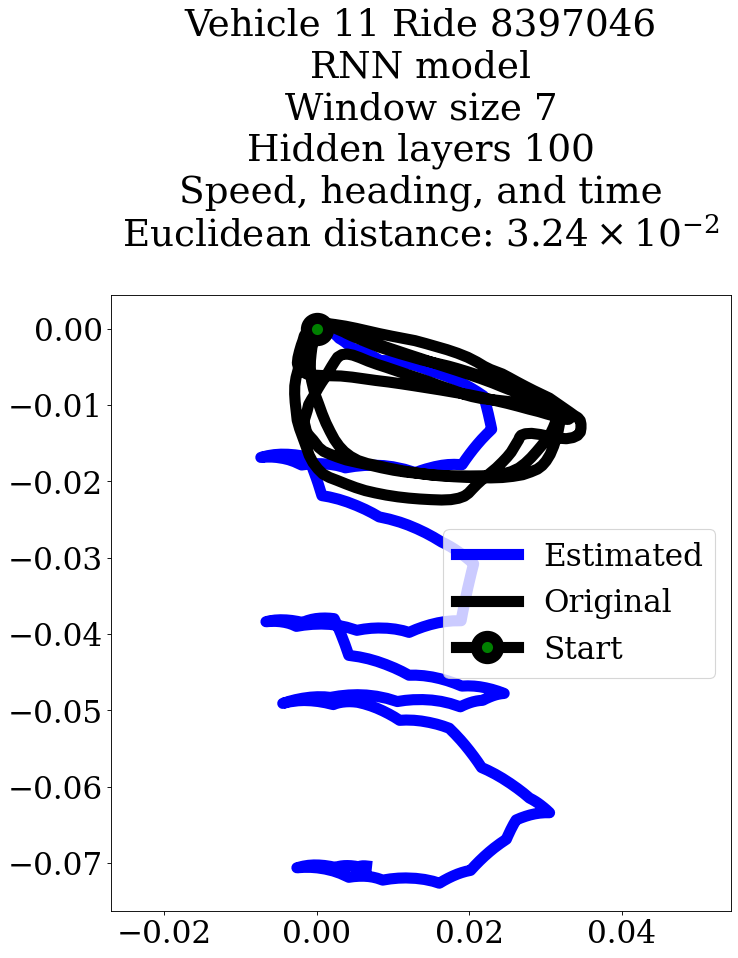 Vehicle 11 Ride 8397046
RNN model
Window size 7
Hidden layers 100
Speed, heading, and time
Euclidean distance: 3.24 × 10⁻²
0.00
−0.01
−0.02
−0.03
−0.04
−0.05
−0.06
−0.07
Estimated
Original
Start
−0.02
0.00
0.02
0.04